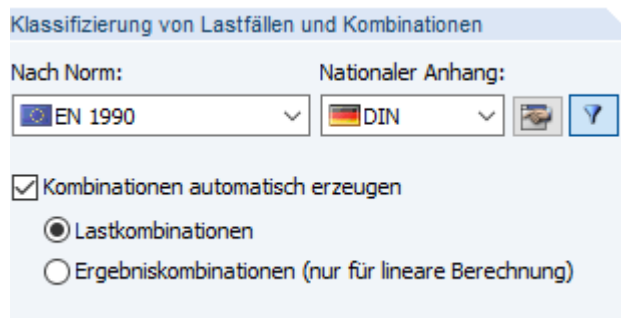 Klassifizierung von Lastfällen und Kombinationen
Nach Norm: Nationaler Anhang:
EN 1990 DIN
Kombinationen automatisch erzeugen
Lastkombinationen
Ergebniskombinationen (nur für lineare Berechnung)